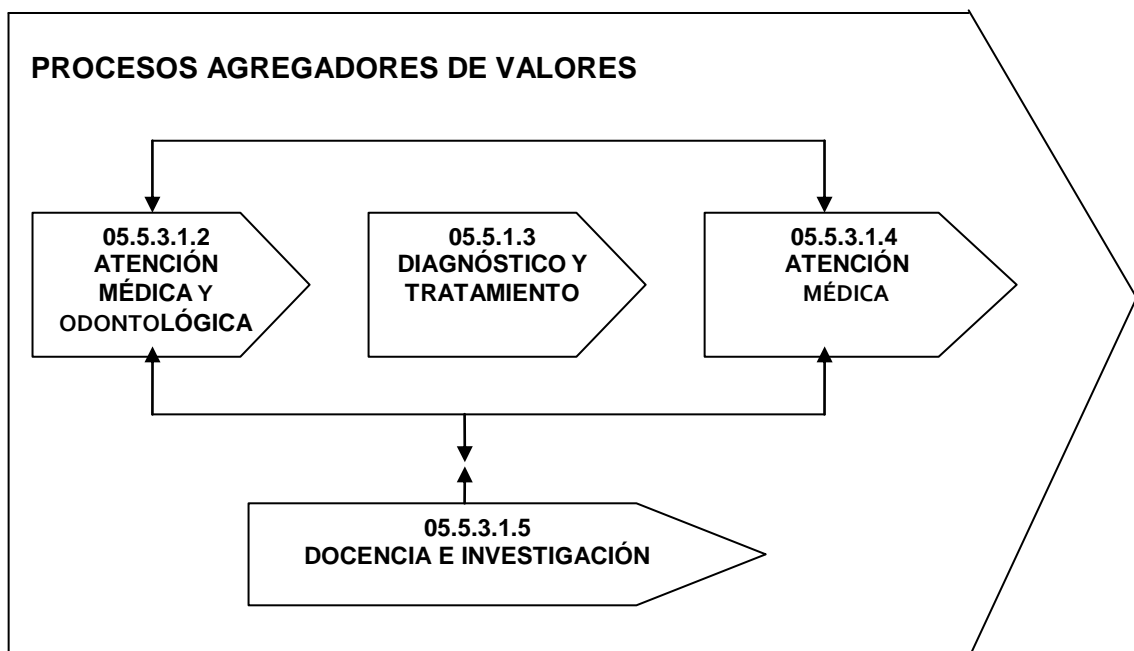 PROCESOS AGREGADORES DE VALORES
05.5.3.1.2
ATENCIÓN
MÉDICA Y
ODONTOLÓGICA
05.5.1.3
DIAGNÓSTICO Y
TRATAMIENTO
05.5.3.1.4
ATENCIÓN
MÉDICA
05.5.3.1.5
DOCENCIA E INVESTIGACIÓN